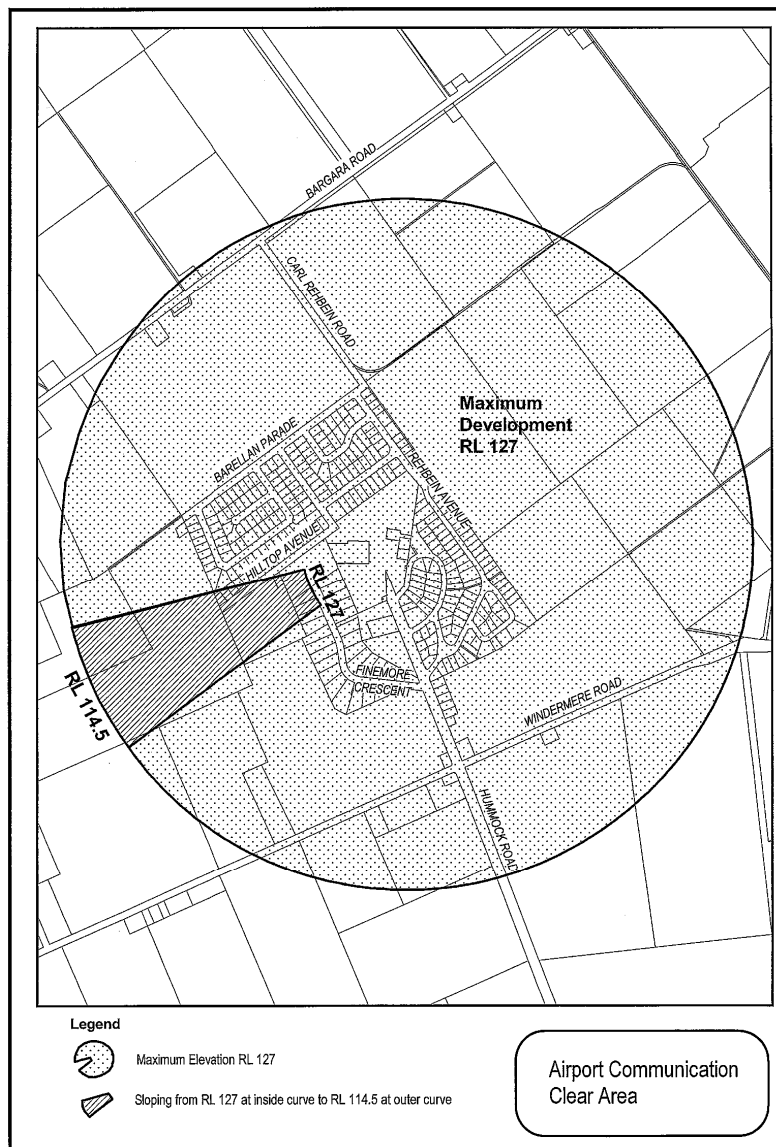 BARGARA ROAD
CARL REHBEIN ROAD
Maximum
Development
RL 127
BARELLAN PARADE
REHBEIN AVENUE
HILLTOP AVENUE
RL 127
RL 114.5
FINEMORE
CRESCENT
WINDERMERE ROAD
HUMMOCK ROAD
Legend
Maximum Elevation RL 127
Sloping from RL 127 at inside curve to RL 114.5 at outer curve
Airport Communication
Clear Area